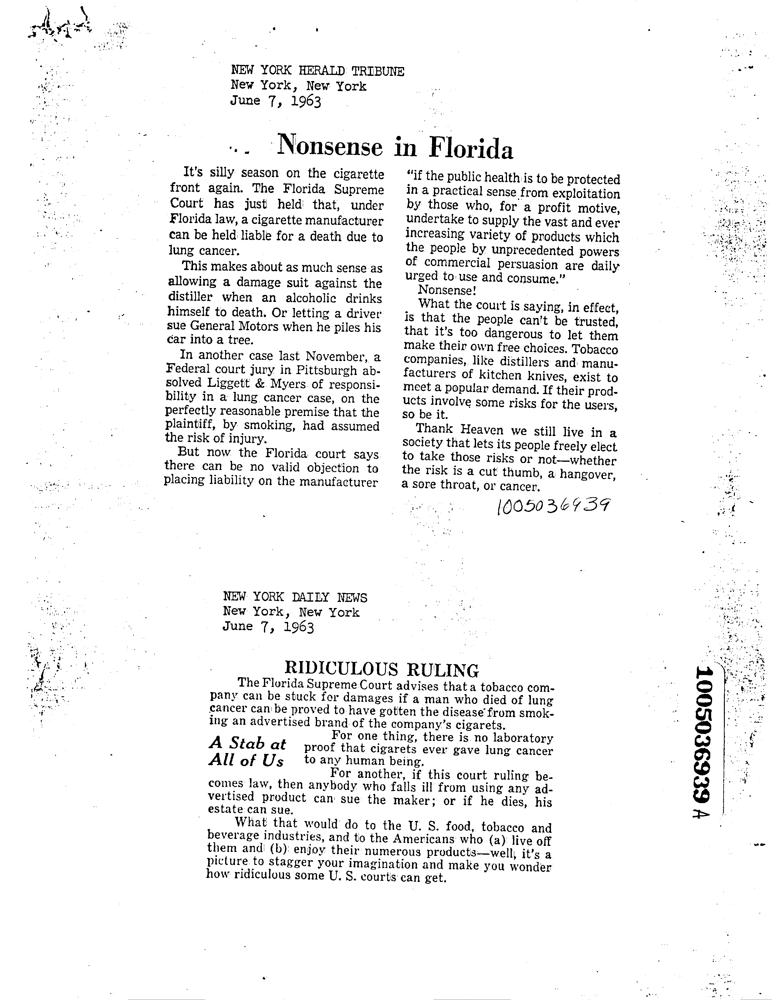 NEW YORK HERALD TRIBUNE
New York, New York
June 7, 1963
Nonsense in Florida
It's silly season on the cigarette
front again. The Florida Supreme
Court has just held that, under
Florida law, a cigarette manufacturer
can be held liable for a death due to
lung cancer.
This makes about as much sense as
allowing a damage suit against the
distiller when an alcoholic drinks
himself to death. Or letting a driver
sue General Motors when he piles his
car into a tree.
In another case last November, a
Federal court jury in Pittsburgh ab-
solved Liggett & Myers of responsi-
bility in a lung cancer case, on the
perfectly reasonable premise that the
plaintiff, by smoking, had assumed
the risk of injury.
But now the Florida court says
there can be no valid objection to
placing liability on the manufacturer
"if the public health is to be protected
in a practical sense from exploitation
by those who, for a profit motive,
undertake to supply the vast and ever
increasing variety of products which
the people by unprecedented powers
of commercial persuasion are daily
urged to use and consume."
Nonsense!
What the court is saying, in effect,
is that the people can't be trusted,
that it's too dangerous to let them
make their own free choices. Tobacco
companies, like distillers and manu-
facturers of kitchen knives, exist to
meet a popular demand. If their prod-
ucts involve some risks for the users,
so be it.
Thank Heaven we still live in a
society that lets its people freely elect
to take those risks or not—whether
the risk is a cut thumb, a hangover,
a sore throat, or cancer.
1005036939
NEW YORK DAILY NEWS
New York, New York
June 7, 1963
RIDICULOUS RULING
The Florida Supreme Court advises that a tobacco com-
pany can be stuck for damages if a man who died of lung
cancer can be proved to have gotten the disease from smok-
ing an advertised brand of the company's cigarets.
A Stab at
All of Us
For one thing, there is no laboratory
proof that cigarets ever gave lung cancer
to any human being.
For another, if this court ruling be-
comes law, then anybody who falls ill from using any ad-
vertised product can sue the maker; or if he dies, his
estate can sue.
What that would do to the U. S. food, tobacco and
beverage industries, and to the Americans who (a) live off
them and (b) enjoy their numerous products—well, it's a
picture to stagger your imagination and make you wonder
how ridiculous some U. S. courts can get.
1005036939 A